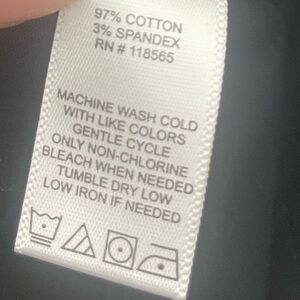 97% COTTON
3% SPANDEX
RN # 118565
MACHINE WASH COLD
WITH LIKE COLORS
GENTLE CYCLE
ONLY NON-CHLORINE
BLEACH WHEN NEEDED
TUMBLE DRY LOW
LOW IRON IF NEEDED